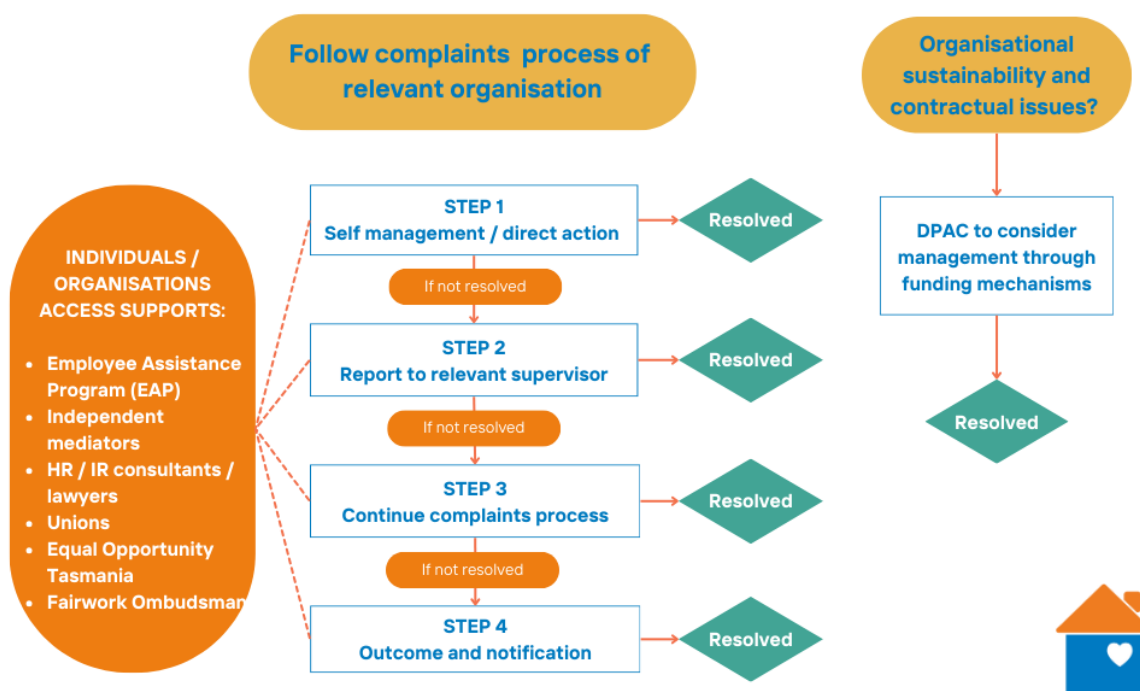 Follow complaints process of
relevant organisation
Organisational
sustainability and
contractual issues?
INDIVIDUALS /
ORGANISATIONS
ACCESS SUPPORTS:
• Employee Assistance
Program (EAP)
• Independent
mediators
• HR / IR consultants /
lawyers
• Unions
• Equal Opportunity
Tasmania
• Fairwork Ombudsman
STEP 1
Self management / direct action
Resolved
If not resolved
STEP 2
Report to relevant supervisor
Resolved
If not resolved
STEP 3
Continue complaints process
Resolved
If not resolved
STEP 4
Outcome and notification
Resolved
DPAC to consider
management through
funding mechanisms
Resolved